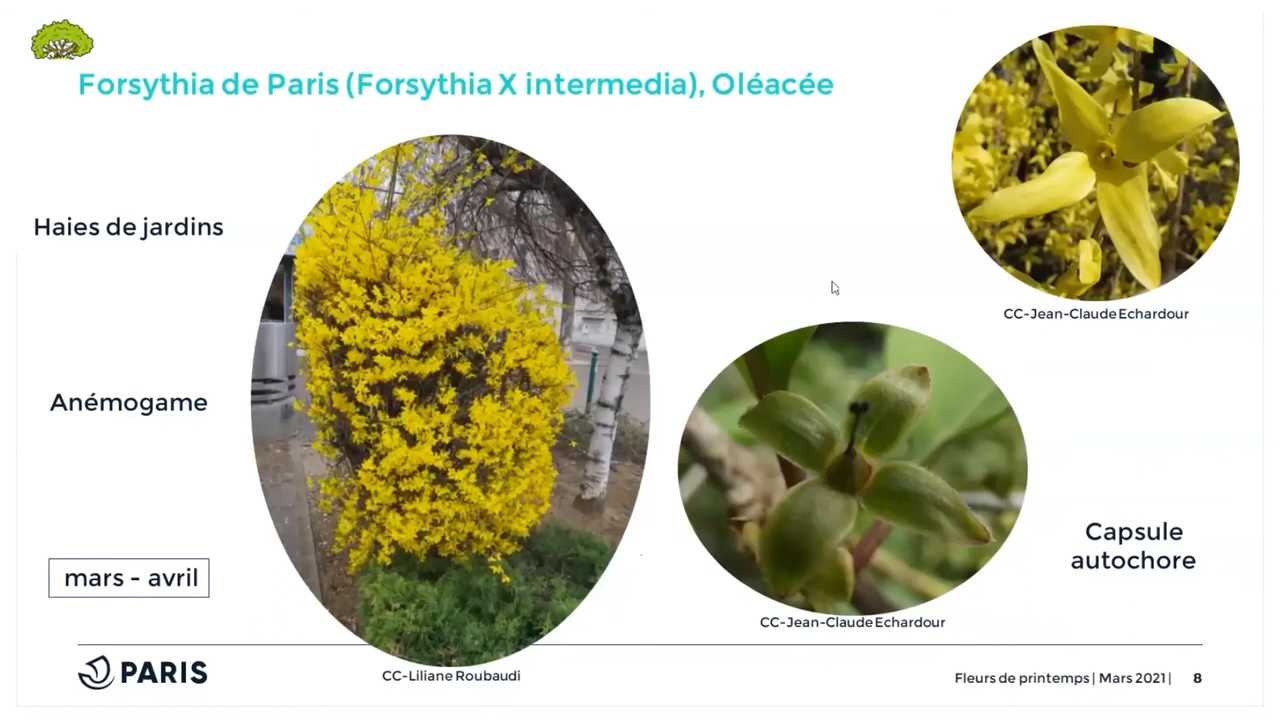 Forsythia de Paris (Forsythia X intermedia), Oléacée
Haies de jardins
CC-Jean-Claude Echardour
Anémogame
Capsule
autochore
mars - avril
CC-Jean-Claude Echardour
CC-Liliane Roubaudi
PARIS
Fleurs de printemps | Mars 2021 | 8